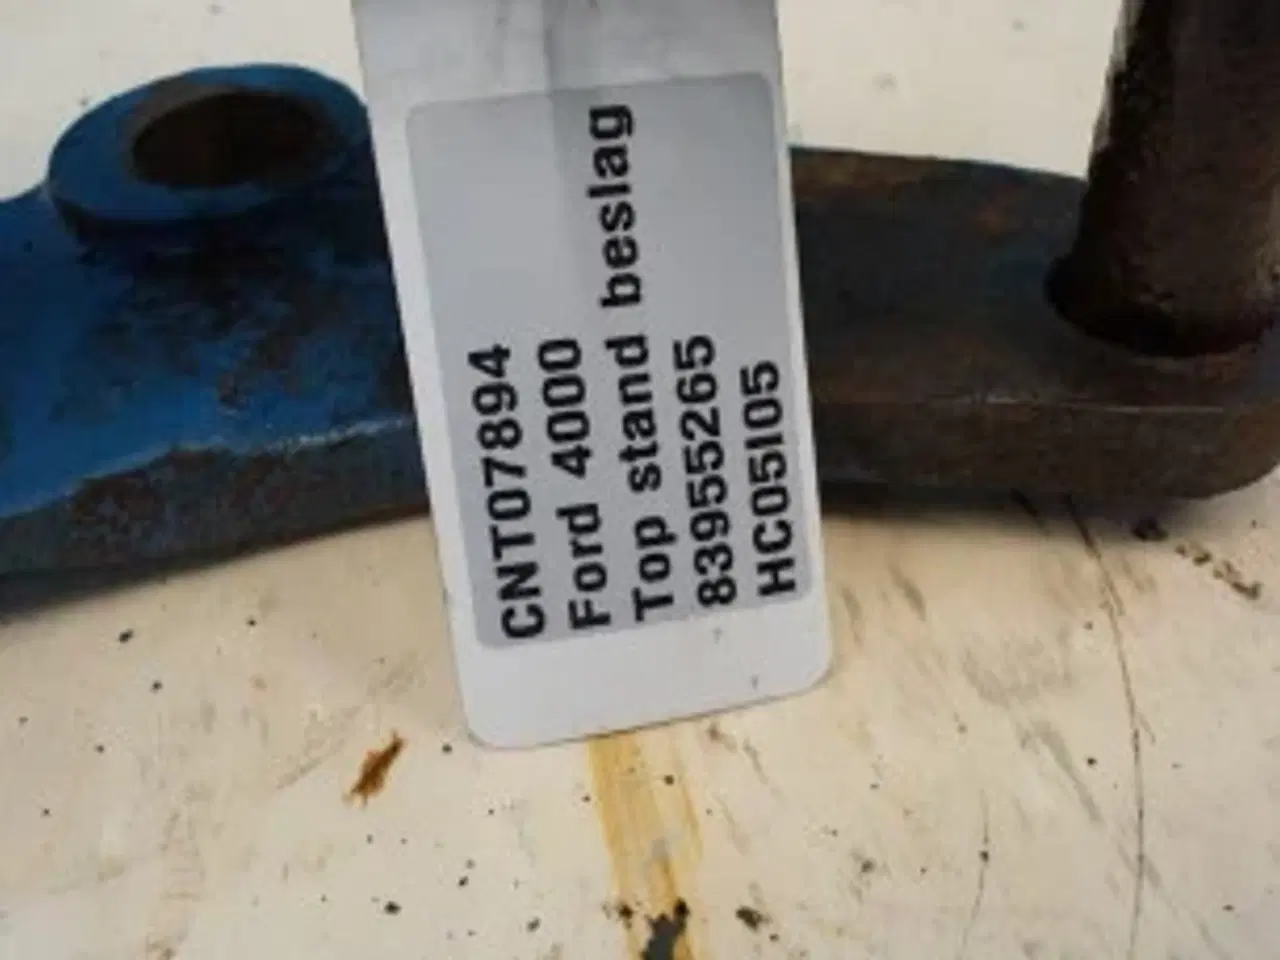 CNT07894
Ford 4000
Top stand beslag
83955265
HC05I05